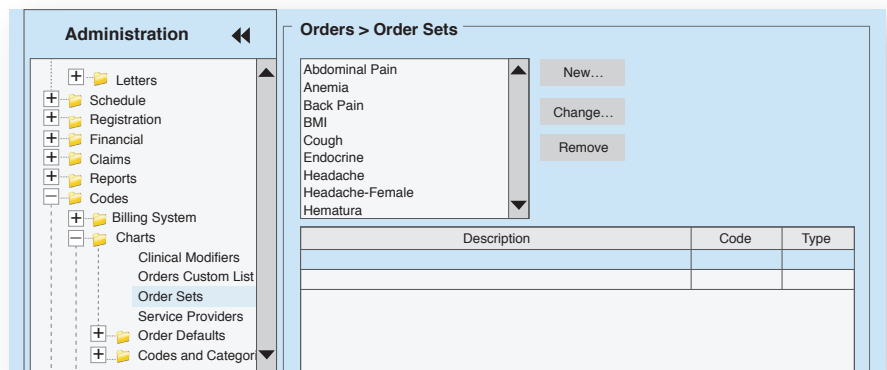 Administration
Letters
Schedule
Registration
Financial
Claims
Reports
Codes
Billing System
Charts
Clinical Modifiers
Orders Custom List
Order Sets
Service Providers
Order Defaults
Codes and Categori
Orders > Order Sets
Abdominal Pain
Anemia
Back Pain
BMI
Cough
Endocrine
Headache
Headache-Female
Hematura
New...
Change...
Remove
Description Code Type